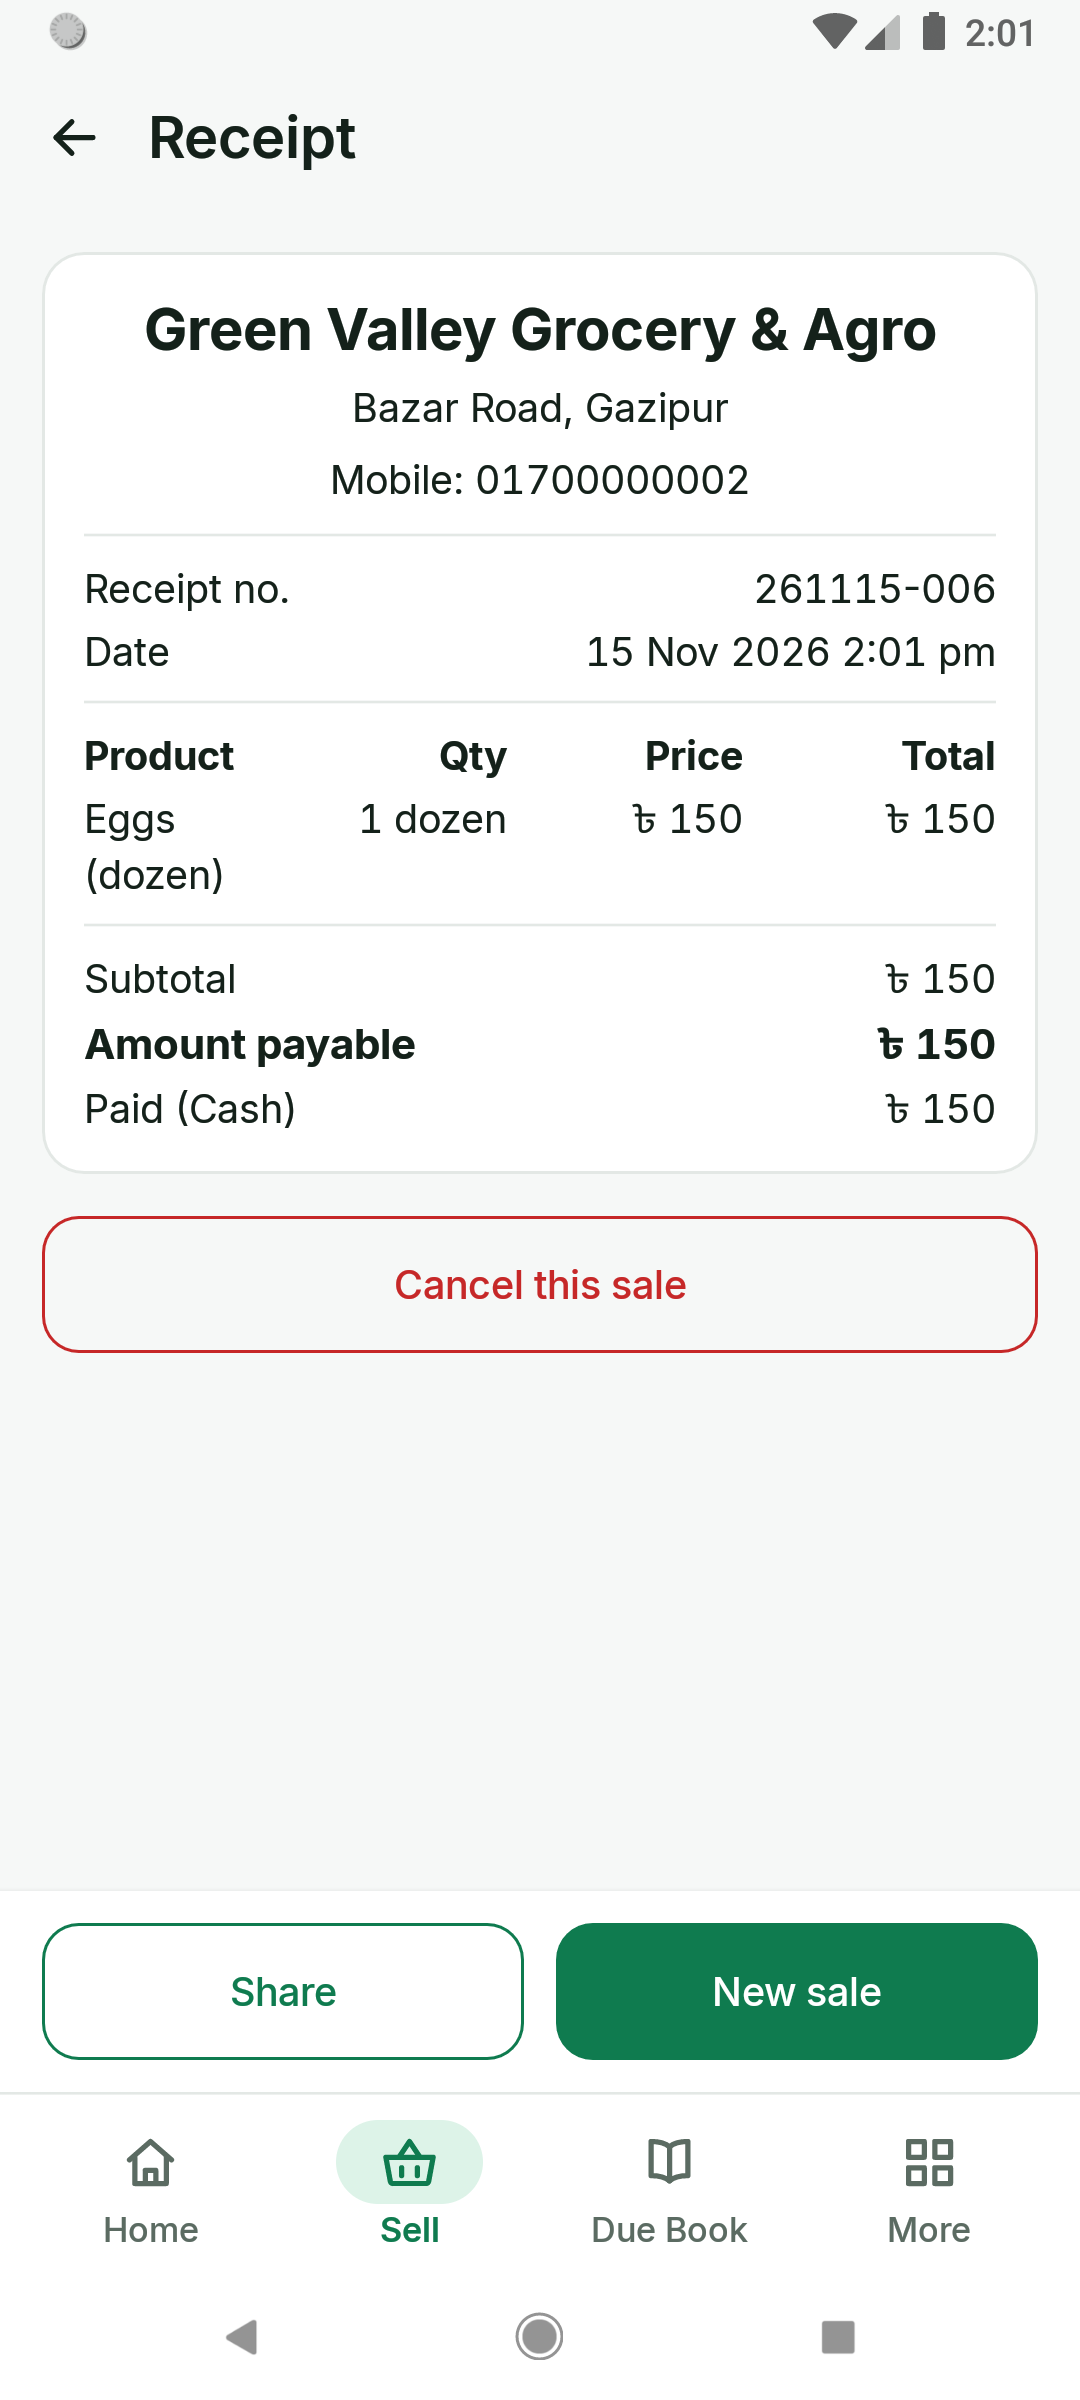 2:01
Receipt
Green Valley Grocery & Agro
Bazar Road, Gazipur
Mobile: 01700000002
Receipt no. 261115-006
Date 15 Nov 2026 2:01 pm
Product Qty Price Total
Eggs 1 dozen ৳ 150 ৳ 150
(dozen)
Subtotal ৳ 150
Amount payable ৳ 150
Paid (Cash) ৳ 150
Cancel this sale
Share New sale
Home Sell Due Book More